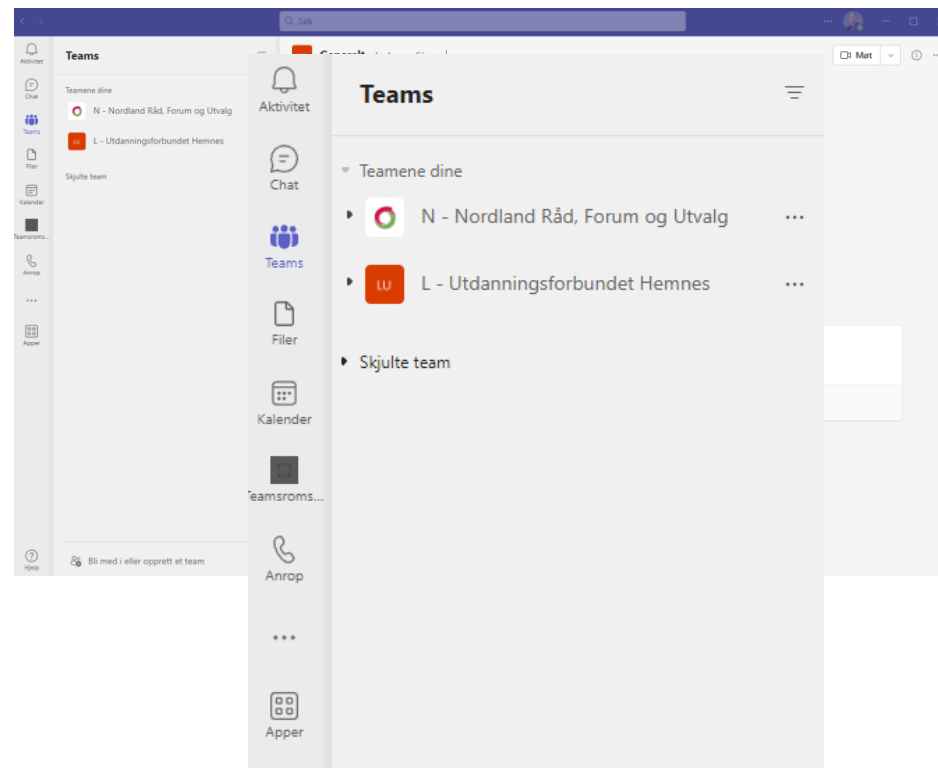 Søk
Aktivitet
Chat
Teams
Filer
Kalender
Teamsroms...
Anrop
...
Apper
Hjelp
Teams
Teamene dine
N - Nordland Råd, Forum og Utvalg
LU
L - Utdanningsforbundet Hemnes
Skjulte team
Bli med i eller opprett et team
Møt
Aktivitet
Chat
Teams
Filer
Kalender
Teamsroms...
Anrop
...
Apper
Teams
Teamene dine
N - Nordland Råd, Forum og Utvalg
...
LU
L - Utdanningsforbundet Hemnes
...
Skjulte team